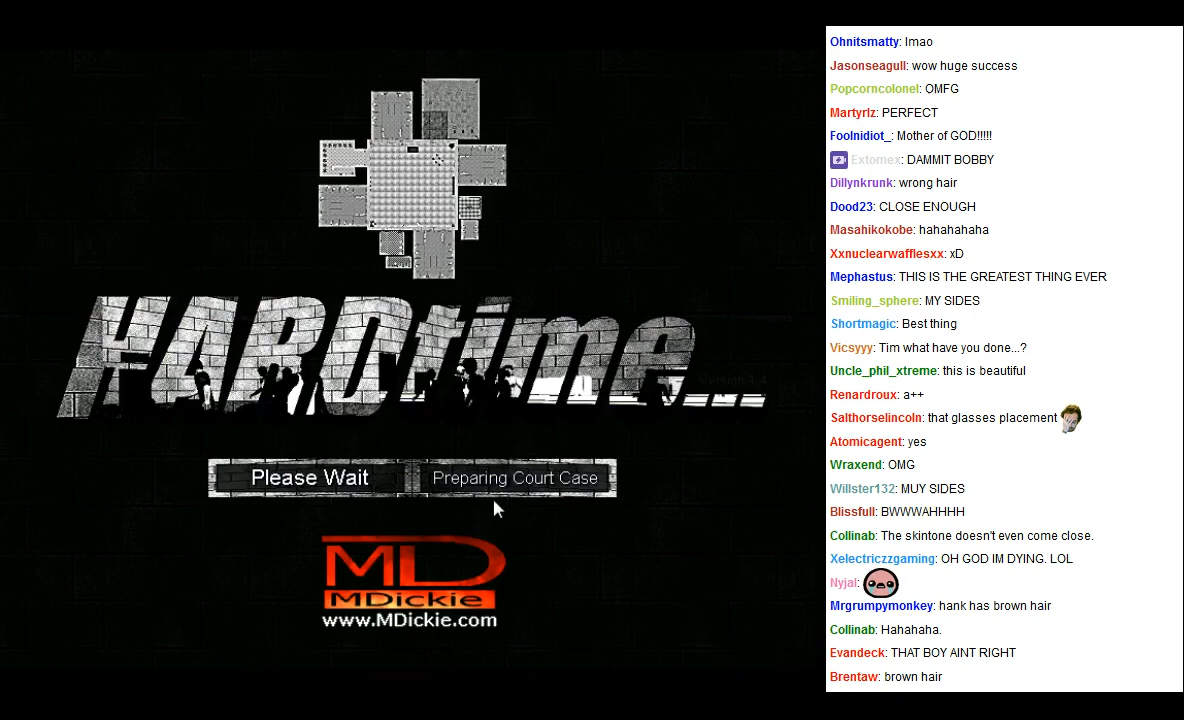 HARDtime...
Version 1.4
Please Wait
Preparing Court Case
MD
MDickie
www.MDickie.com
Ohnitsmatty: lmao
Jasonseagull: wow huge success
Popcorncolonel: OMFG
Martyrlz: PERFECT
Foolnidiot_: Mother of GOD!!!!!
Extomex: DAMMIT BOBBY
Dillynkrunk: wrong hair
Dood23: CLOSE ENOUGH
Masahikokobe: hahahahaha
Xxnuclearwafflesxx: xD
Mephastus: THIS IS THE GREATEST THING EVER
Smiling_sphere: MY SIDES
Shortmagic: Best thing
Vicsyyy: Tim what have you done...?
Uncle_phil_xtreme: this is beautiful
Renardroux: a++
Salthorselincoln: that glasses placement
Atomicagent: yes
Wraxend: OMG
Willster132: MUY SIDES
Blissfull: BWWWAHHHH
Collinab: The skintone doesn't even come close.
Xelectriczzgaming: OH GOD IM DYING. LOL
Nyjal:
Mrgrumpymonkey: hank has brown hair
Collinab: Hahahaha.
Evandeck: THAT BOY AINT RIGHT
Brentaw: brown hair